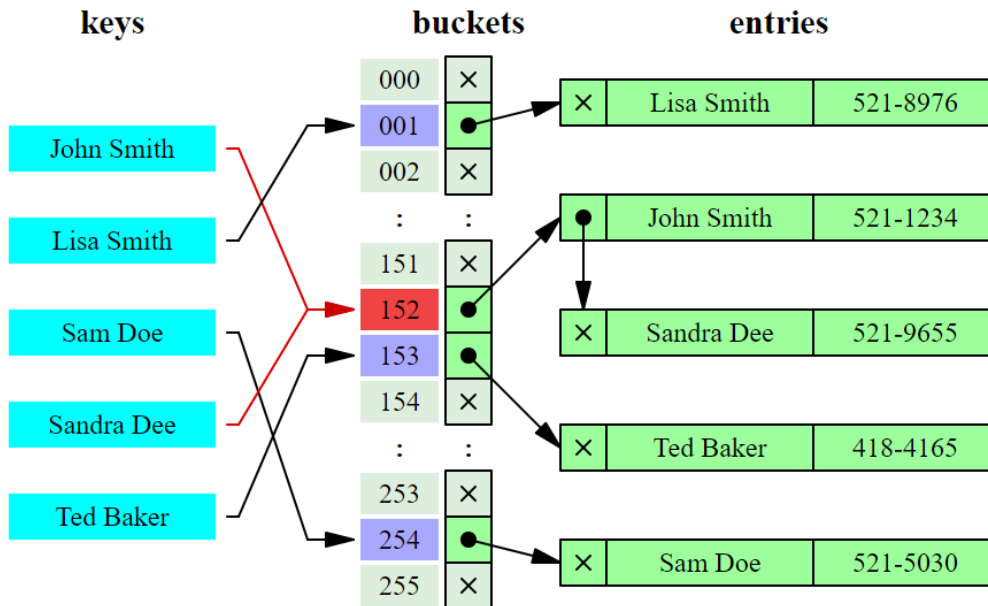 keys
buckets
entries
John Smith
Lisa Smith
Sam Doe
Sandra Dee
Ted Baker
000 ×
001
002 ×
: :
151 ×
152
153
154 ×
: :
253 ×
254
255 ×
× Lisa Smith 521-8976
John Smith 521-1234
× Sandra Dee 521-9655
× Ted Baker 418-4165
× Sam Doe 521-5030